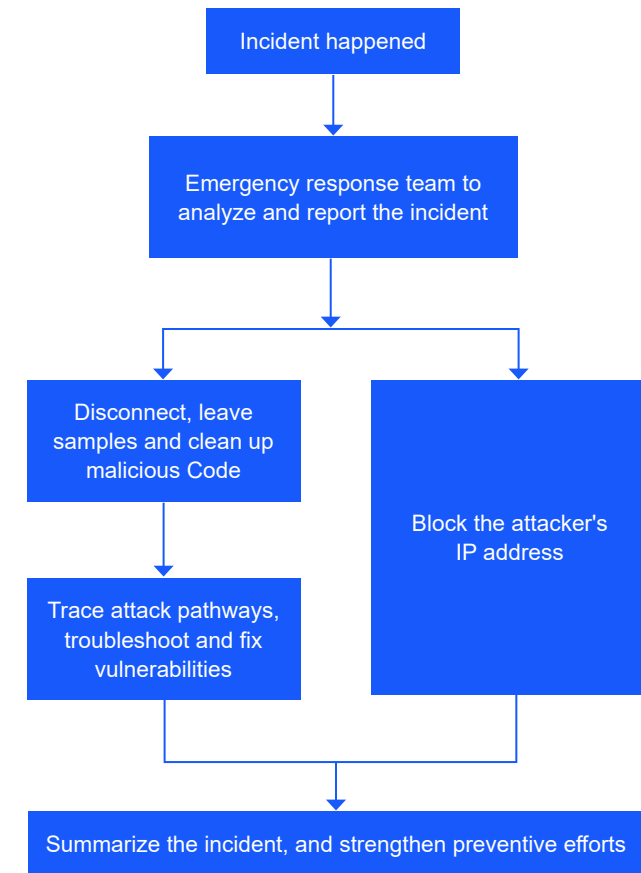 Incident happened
Emergency response team to
analyze and report the incident
Disconnect, leave
samples and clean up
malicious Code
Block the attacker's
IP address
Trace attack pathways,
troubleshoot and fix
vulnerabilities
Summarize the incident, and strengthen preventive efforts